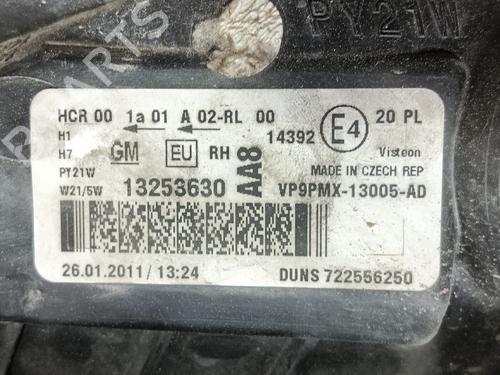 PY21W
HCR 00 1a 01 A 02-RL 00
E4
20 PL
14392
H1
H7
GM
EU
RH
AA8
Visteon
PY21W
MADE IN CZECH REP
W21/5W
13253630
VP9PMX-13005-AD
26.01.2011/ 13:24
DUNS 722556250